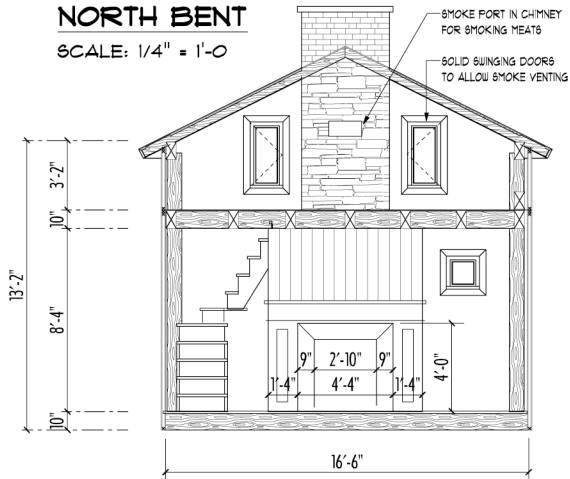 NORTH BENT
SCALE: 1/4" = 1'-0
SMOKE PORT IN CHIMNEY
FOR SMOKING MEATS
SOLID SWINGING DOORS
TO ALLOW SMOKE VENTING
3'-2"
10"
13'-2"
8'-4"
10"
9"
2'-10"
9"
1'-4"
4'-4"
1'-4"
4'-0"
16'-6"